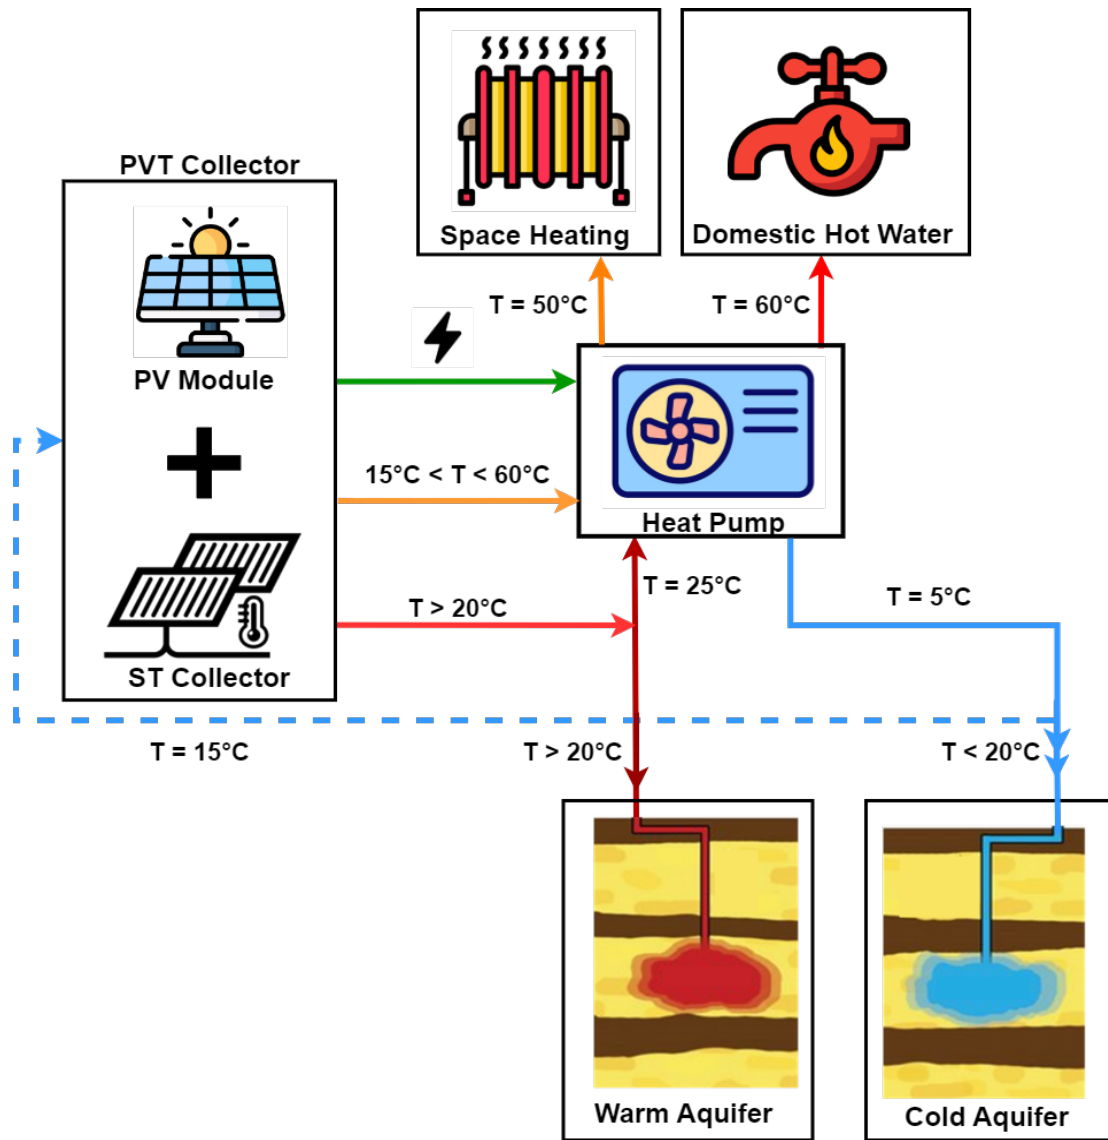 PVT Collector
PV Module
ST Collector
Space Heating
Domestic Hot Water
T = 50°C
T = 60°C
15°C < T < 60°C
Heat Pump
T > 20°C
T = 25°C
T = 5°C
T = 15°C
T > 20°C
T < 20°C
Warm Aquifer
Cold Aquifer